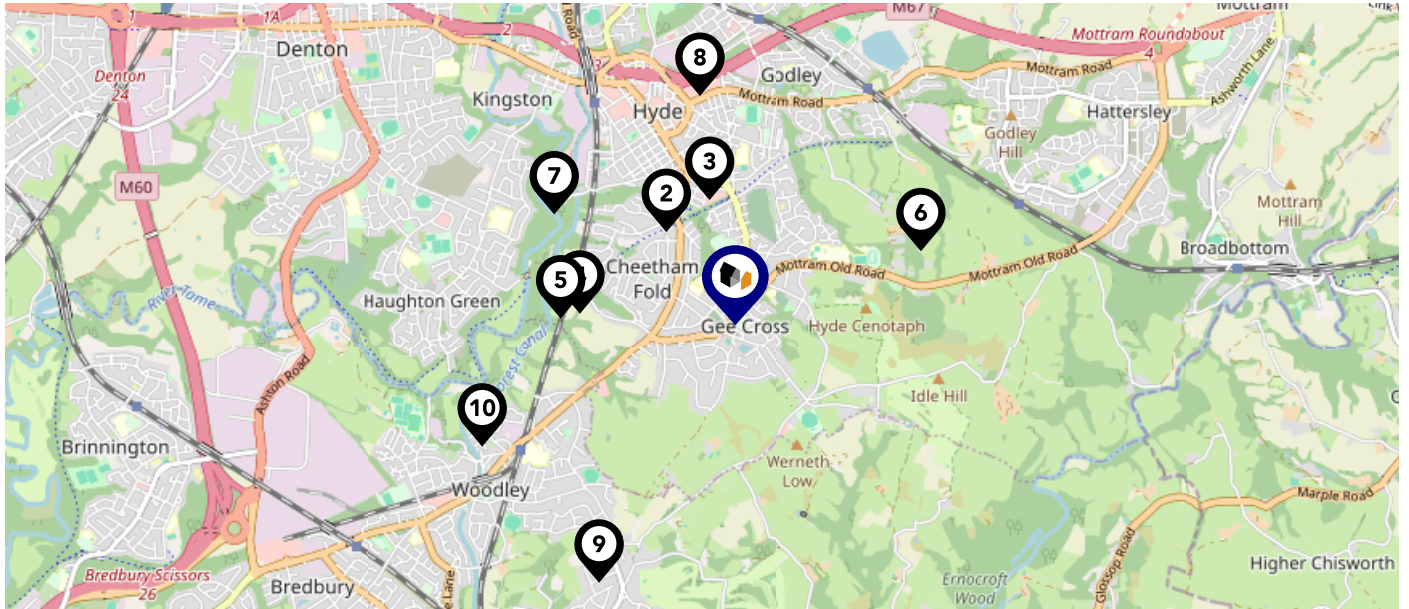 1
1A
2
Road
M67
Mottram
Denton
Mottram Roundabout
4
3
8
Denton
24
Kingston
Godley
Mottram Road
Mottram Road
Ashworth Lane
Hyde
Hattersley
Godley
Hill
3
7
M60
2
6
Mottram
Hill
Broadbottom
5
Cheetham
Fold
Mottram Old Road
Mottram Old Road
River Tame
Haughton Green
Gee Cross
Hyde Cenotaph
Ashton Road
Canal
Idle Hill
10
Brinnington
Werneth
Low
Woodley
Marple Road
9
Bredbury Scissors
26
Bredbury
Lane
Ernocroft
Wood
Glossop Road
Higher Chisworth